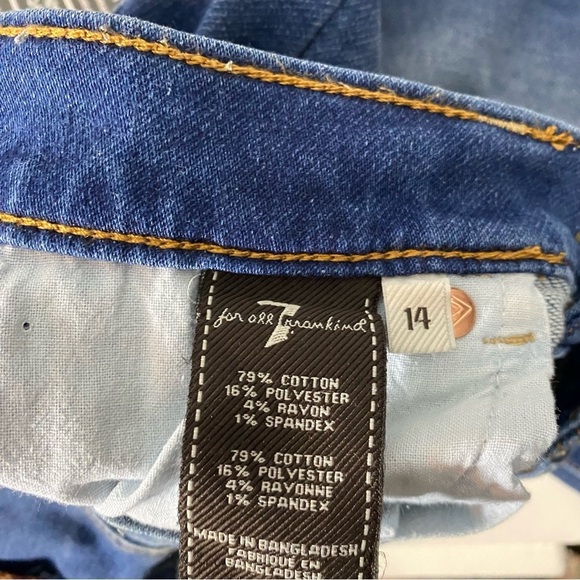 7
for all mankind
14
79% COTTON
16% POLYESTER
4% RAYON
1% SPANDEX
79% COTTON
16% POLYESTER
4% RAYONNE
1% SPANDEX
MADE IN BANGLADESH
FABRIQUÉ EN
BANGLADESH